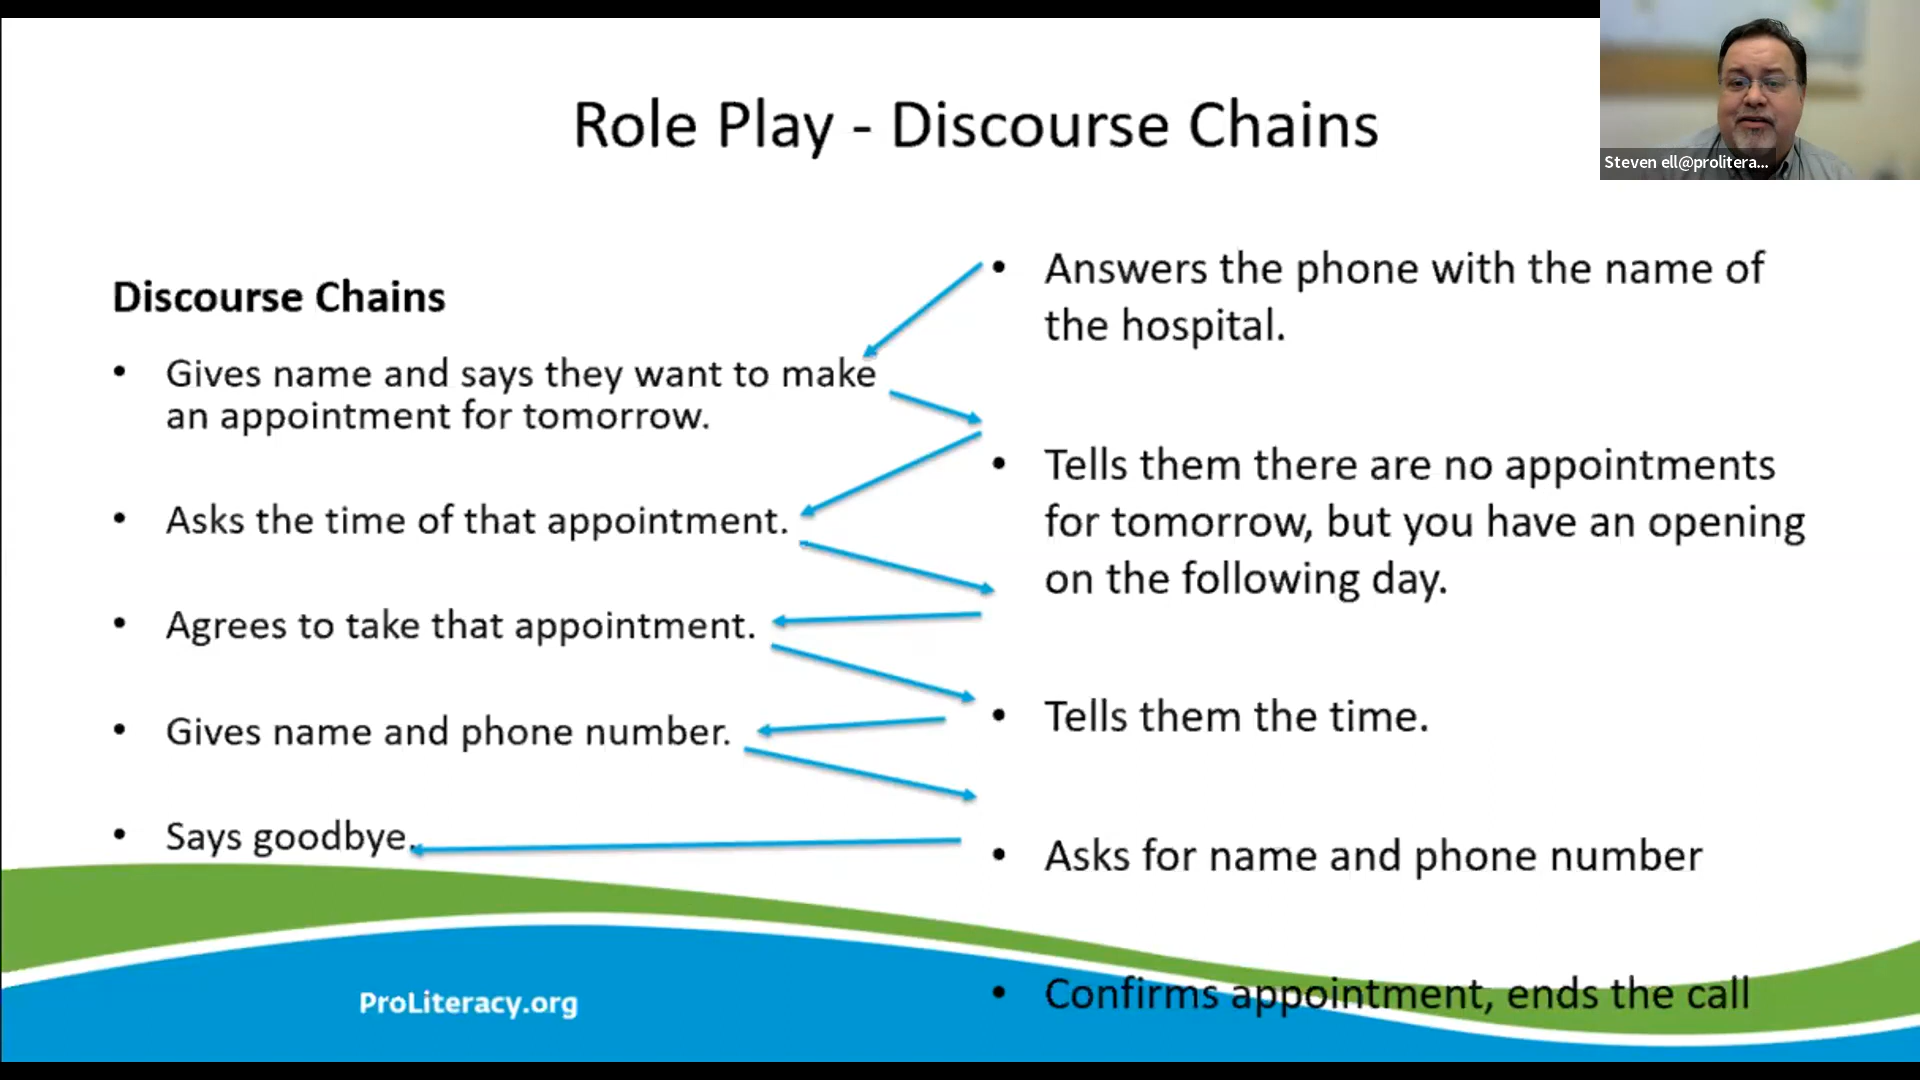 Role Play - Discourse Chains
Steven ell@prolitera...
Discourse Chains
• Gives name and says they want to make
an appointment for tomorrow.
• Asks the time of that appointment.
• Agrees to take that appointment.
• Gives name and phone number.
• Says goodbye.
• Answers the phone with the name of
the hospital.
• Tells them there are no appointments
for tomorrow, but you have an opening
on the following day.
• Tells them the time.
• Asks for name and phone number
• Confirms appointment, ends the call
ProLiteracy.org